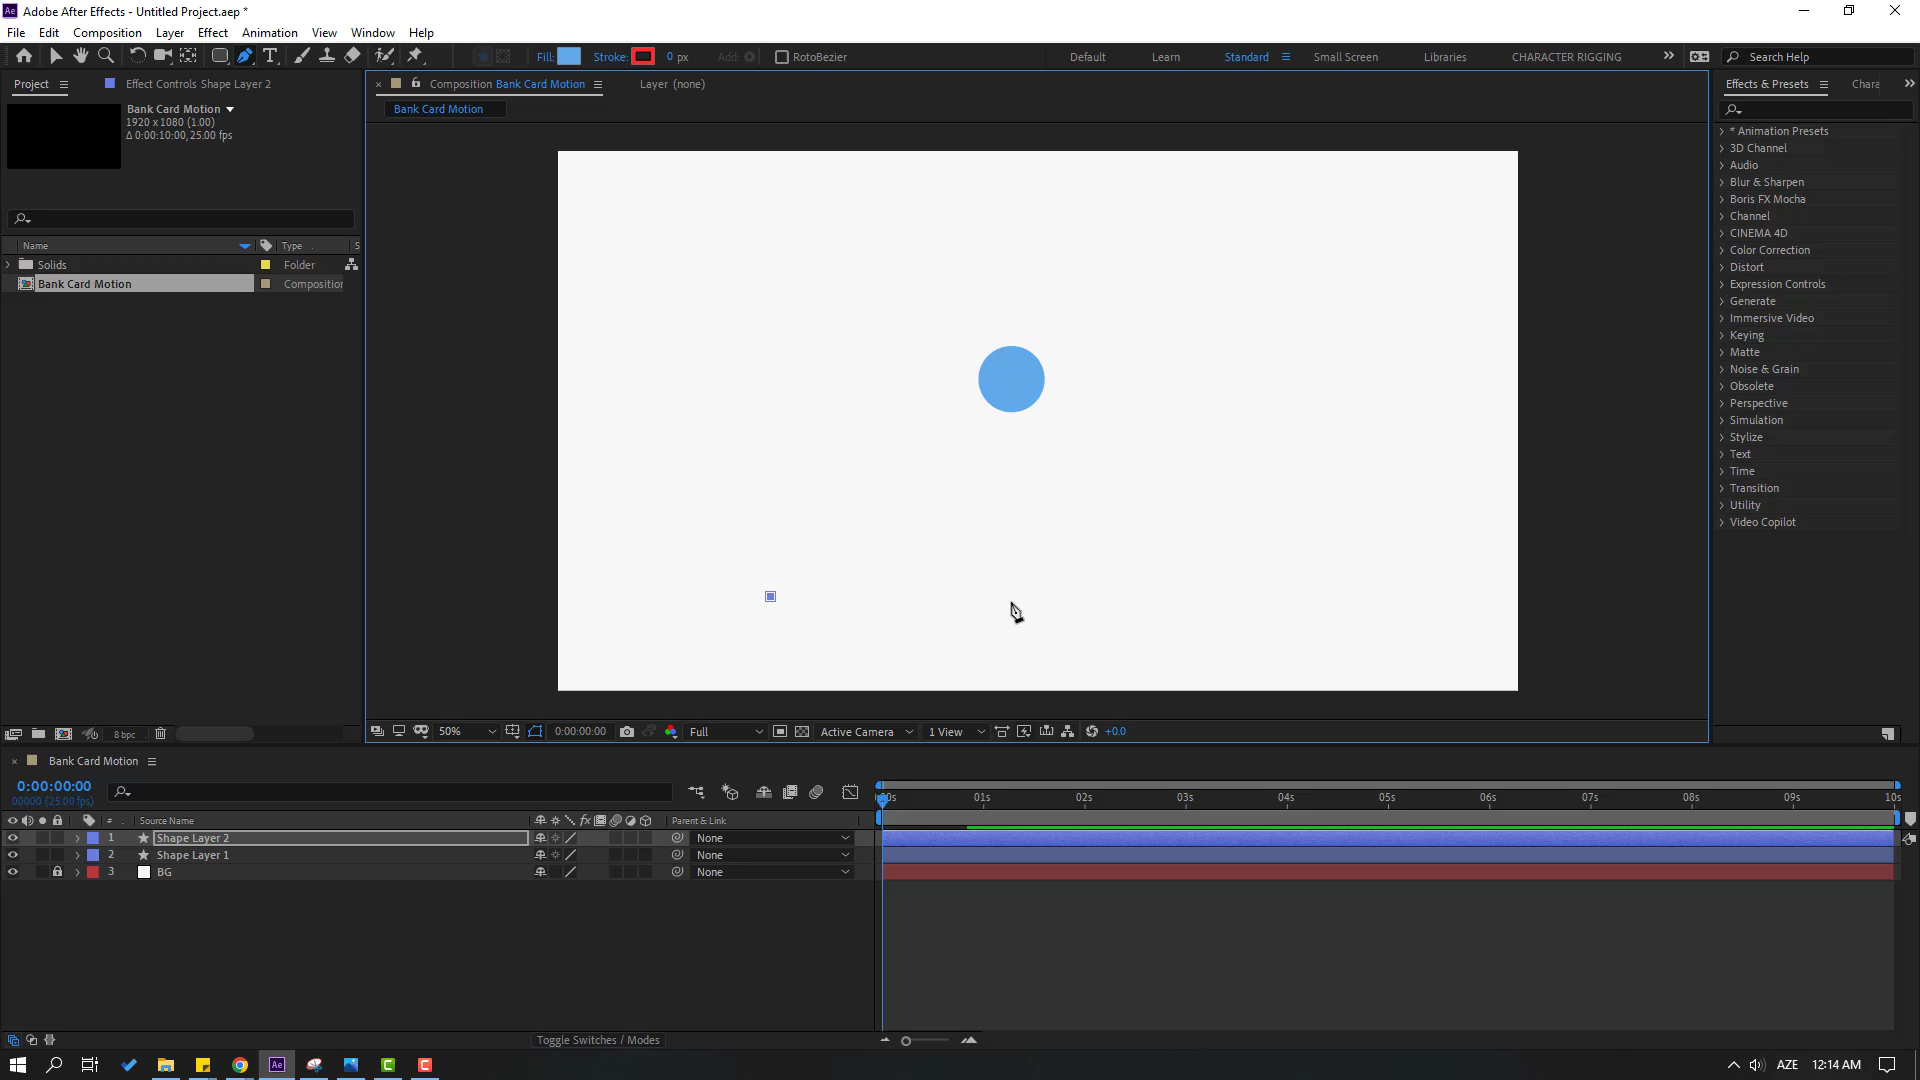 Ae Adobe After Effects - Untitled Project.aep *
File Edit Composition Layer Effect Animation View Window Help
Fill: Stroke: 0 px Add: RotoBezier Default Learn Standard Small Screen Libraries CHARACTER RIGGING Search Help
Project Effect Controls Shape Layer 2
Composition Bank Card Motion Layer (none)
Effects & Presets Chara
Bank Card Motion
1920 x 1080 (1.00)
Δ 0:00:10:00, 25.00 fps
Bank Card Motion
Name Type S
Solids Folder
Bank Card Motion Composition
* Animation Presets
3D Channel
Audio
Blur & Sharpen
Boris FX Mocha
Channel
CINEMA 4D
Color Correction
Distort
Expression Controls
Generate
Immersive Video
Keying
Matte
Noise & Grain
Obsolete
Perspective
Simulation
Stylize
Text
Time
Transition
Utility
Video Copilot
8 bpc
50% 0:00:00:00 Full Active Camera 1 View +0.0
Bank Card Motion
0:00:00:00
00000 (25.00 fps)
00s 01s 02s 03s 04s 05s 06s 07s 08s 09s 10s
# Source Name fx Parent & Link
1 Shape Layer 2 None
2 Shape Layer 1 None
3 BG None
Toggle Switches / Modes
Ae C C AZE 12:14 AM